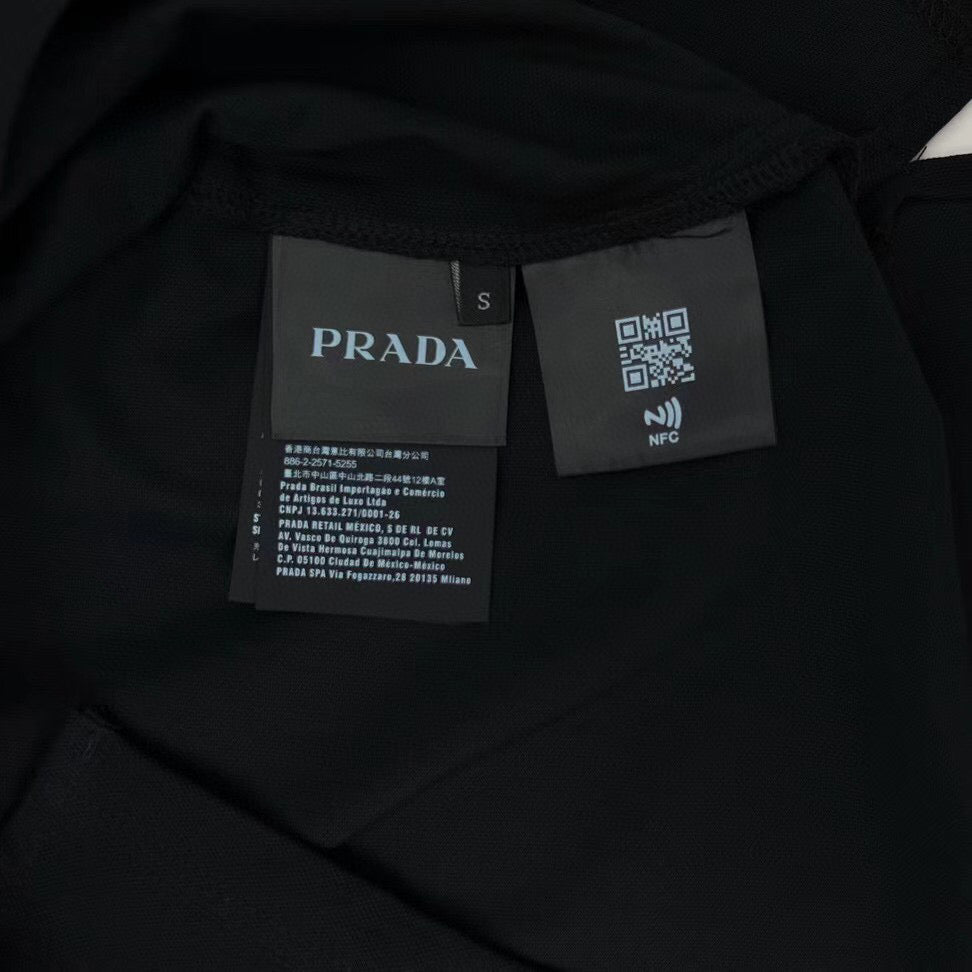 S
PRADA
NFC
香港商台灣蕉比有限公司台灣分公司
886-2-2571-5255
臺北市中山區中山北路二段44號12樓A室
Prada Brasil Importagao e Comércio
de Artigos de Luxo Ltda
CNPJ 13.633.271/0001-26
PRADA RETAIL MÉXICO, S DE RL DE CV
AV. Vasco De Quiroga 3800 Col. Lomas
De Vista Hermosa Cuajimalpa De Morelos
C.P. 05100 Ciudad De México-México
PRADA SPA Via Fogazzaro,28 20135 Milano